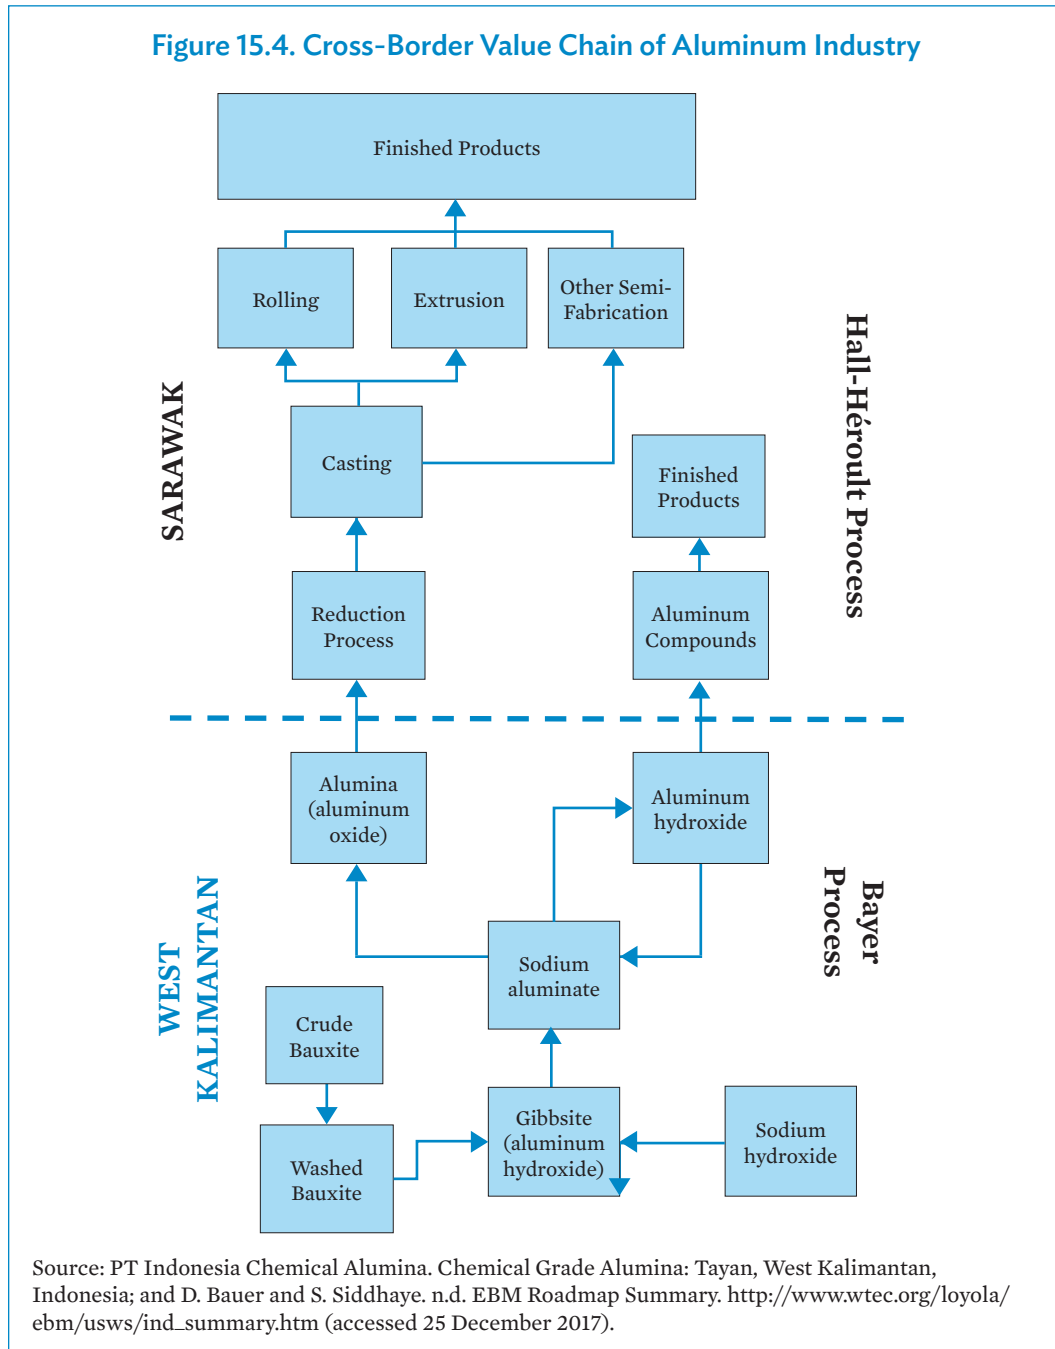 Figure 15.4. Cross-Border Value Chain of Aluminum Industry
Finished Products
Rolling
Extrusion
Other Semi-
Fabrication
SARAWAK
Hall-Héroult Process
Casting
Finished
Products
Reduction
Process
Aluminum
Compounds
Alumina
(aluminum
oxide)
Aluminum
hydroxide
WEST
KALIMANTAN
Bayer
Process
Sodium
aluminate
Crude
Bauxite
Washed
Bauxite
Gibbsite
(aluminum
hydroxide)
Sodium
hydroxide
Source: PT Indonesia Chemical Alumina. Chemical Grade Alumina: Tayan, West Kalimantan,
Indonesia; and D. Bauer and S. Siddhaye. n.d. EBM Roadmap Summary. http://www.wtec.org/loyola/
ebm/usws/ind_summary.htm (accessed 25 December 2017).